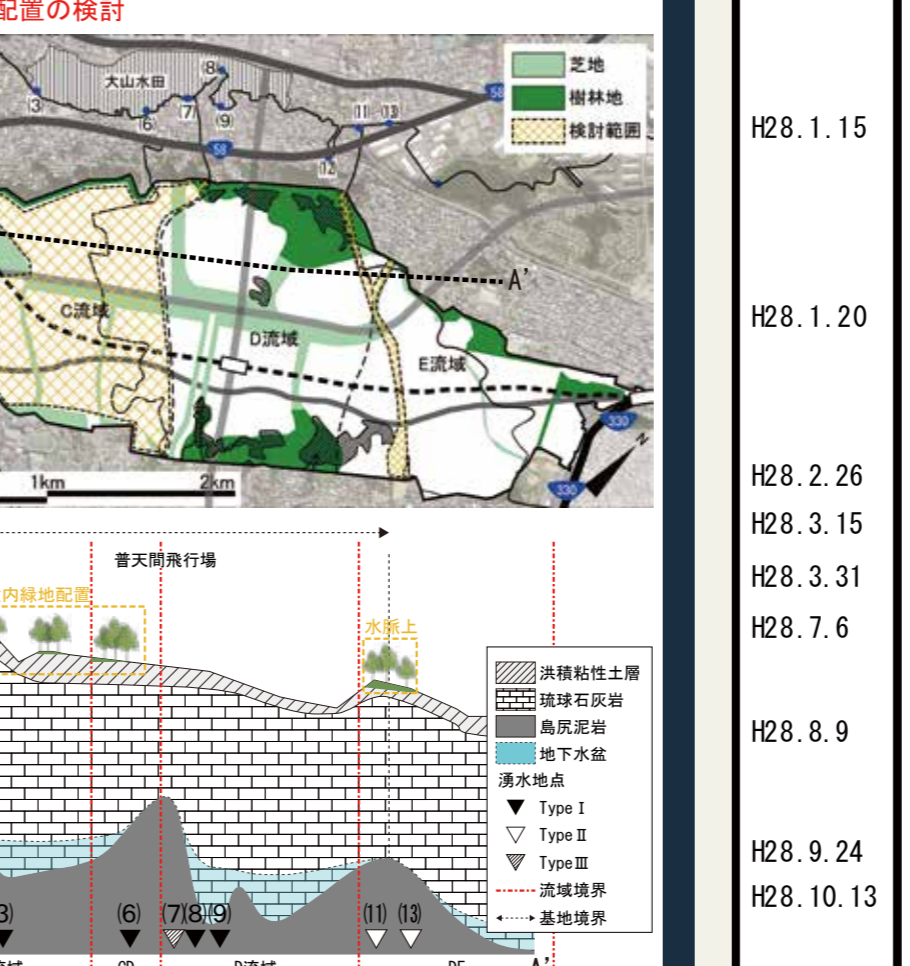 配置の検討
芝地
樹林地
検討範囲
大山水田
(3)
(6)
(7)
(8)
(9)
(11)
(13)
(12)
58
58
A'
C流域
D流域
E流域
330
330
N
1km
2km
普天間飛行場
内緑地配置
水脈上
洪積粘性土層
琉球石灰岩
島尻泥岩
地下水盆
湧水地点
Type Ⅰ
Type Ⅱ
Type Ⅲ
流域境界
基地境界
3)
(6)
(7)
(8)
(9)
(11)
(13)
A'
H28.1.15
H28.1.20
H28.2.26
H28.3.15
H28.3.31
H28.7.6
H28.8.9
H28.9.24
H28.10.13